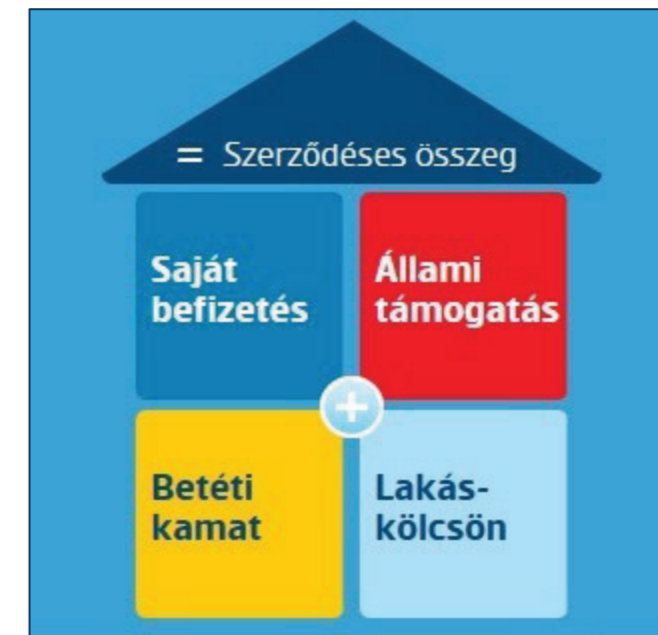 = Szerződéses összeg
Saját
befizetés
Állami
támogatás
+
Betéti
kamat
Lakás-
kölcsön